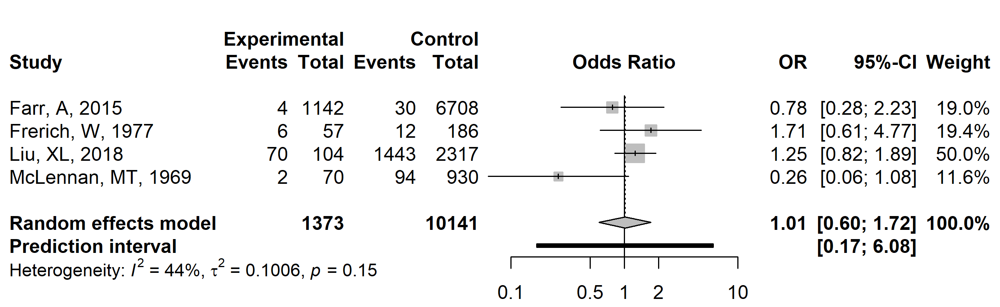 Experimental Control
Study Events Total Events Total Odds Ratio OR 95%-CI Weight
Farr, A, 2015 4 1142 30 6708 0.78 [0.28; 2.23] 19.0%
Frerich, W, 1977 6 57 12 186 1.71 [0.61; 4.77] 19.4%
Liu, XL, 2018 70 104 1443 2317 1.25 [0.82; 1.89] 50.0%
McLennan, MT, 1969 2 70 94 930 0.26 [0.06; 1.08] 11.6%
Random effects model 1373 10141 1.01 [0.60; 1.72] 100.0%
Prediction interval [0.17; 6.08]
Heterogeneity: I² = 44%, τ² = 0.1006, p = 0.15
0.1 0.5 1 2 10